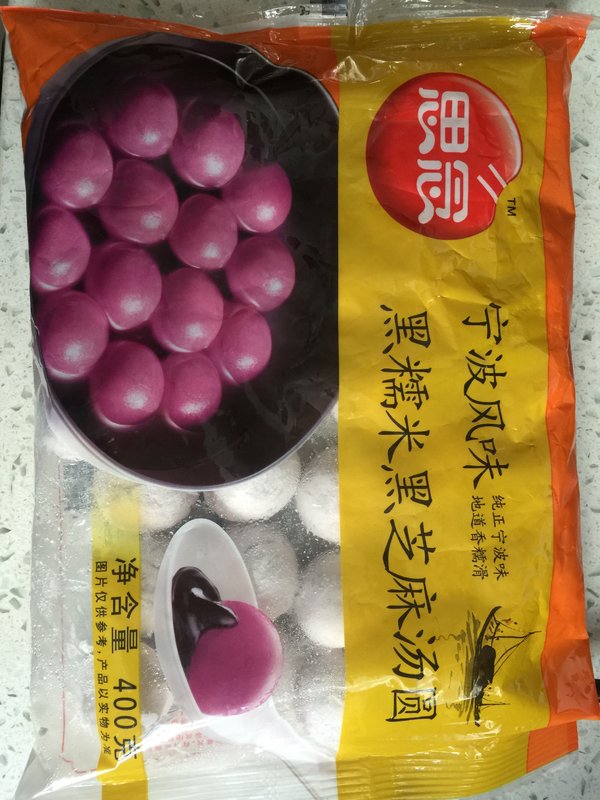 思念
TM
宁波风味
纯正宁波味
地道香糯滑
黑糯米黑芝麻汤圆
净含量 400克
图片仅供参考，产品以实物为准